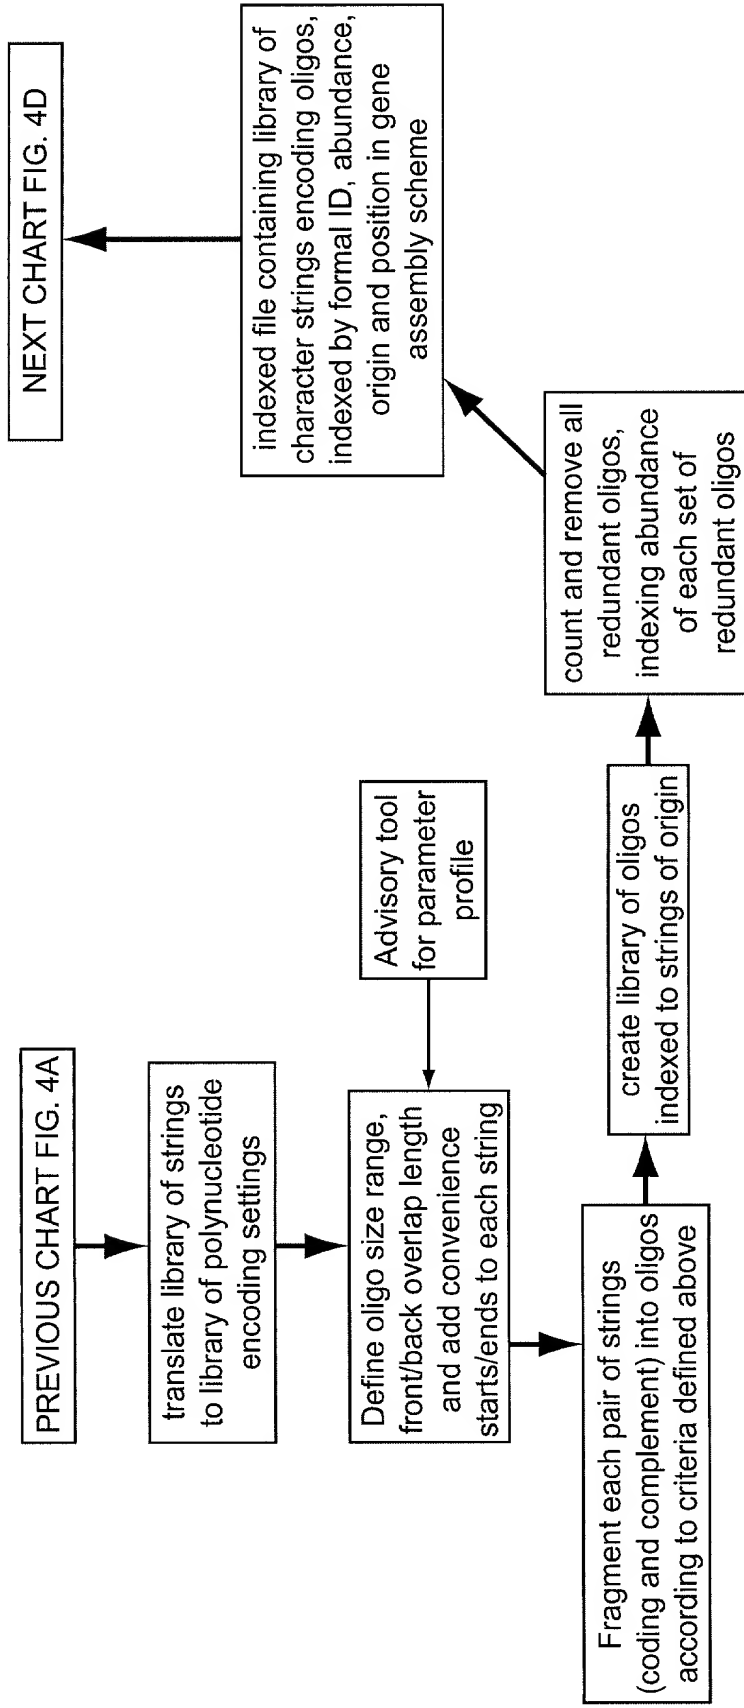 PREVIOUS CHART FIG. 4A
translate library of strings
to library of polynucleotide
encoding settings
Define oligo size range,
front/back overlap length
and add convenience
starts/ends to each string
Advisory tool
for parameter
profile
Fragment each pair of strings
(coding and complement) into oligos
according to criteria defined above
create library of oligos
indexed to strings of origin
count and remove all
redundant oligos,
indexing abundance
of each set of
redundant oligos
indexed file containing library of
character strings encoding oligos,
indexed by formal ID, abundance,
origin and position in gene
assembly scheme
NEXT CHART FIG. 4D